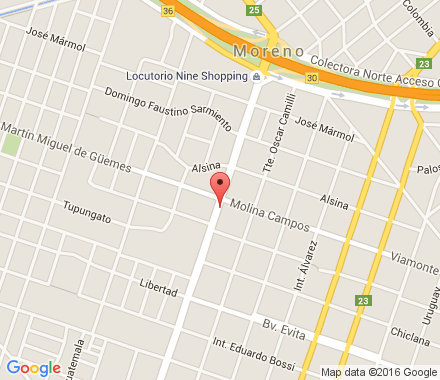 36
25
Colombia
José Mármol
Moreno
Colectora Norte Acceso
23
Locutorio Nine Shopping
30
Domingo Faustino Sarmiento
Tte. Oscar Camilli
José Mármol
Martín Miguel de Güemes
Alsina
Palos
Alsina
Tupungato
Molina Campos
Viamonte
Int. Álvarez
Libertad
23
Uruguay
Bv. Evita
Chiclana
Int. Eduardo Bossi
Guatemala
Google
Map data ©2016 Google